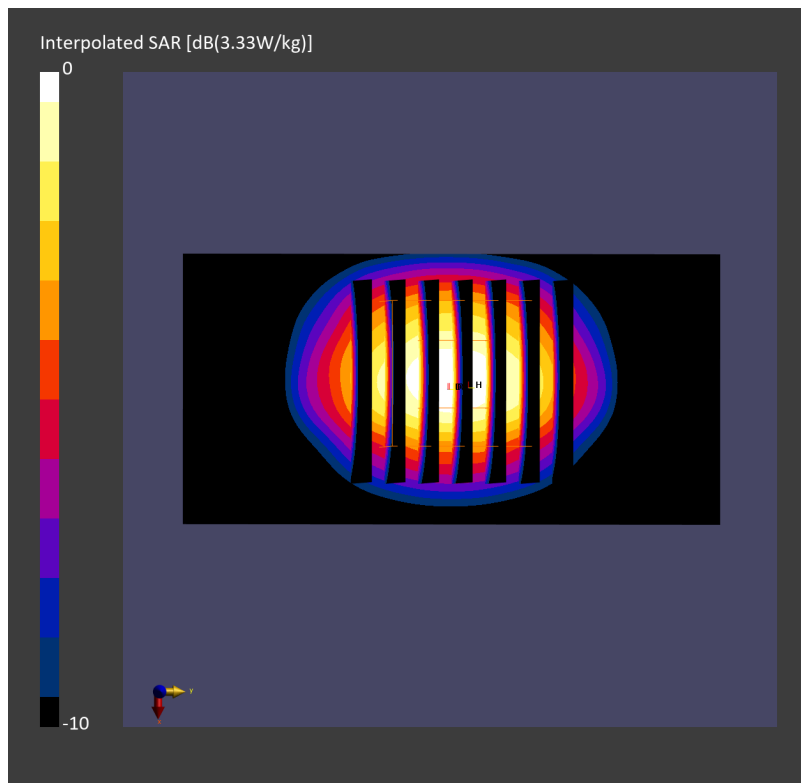 Interpolated SAR [dB(3.33W/kg)]
0
H
y
x
-10